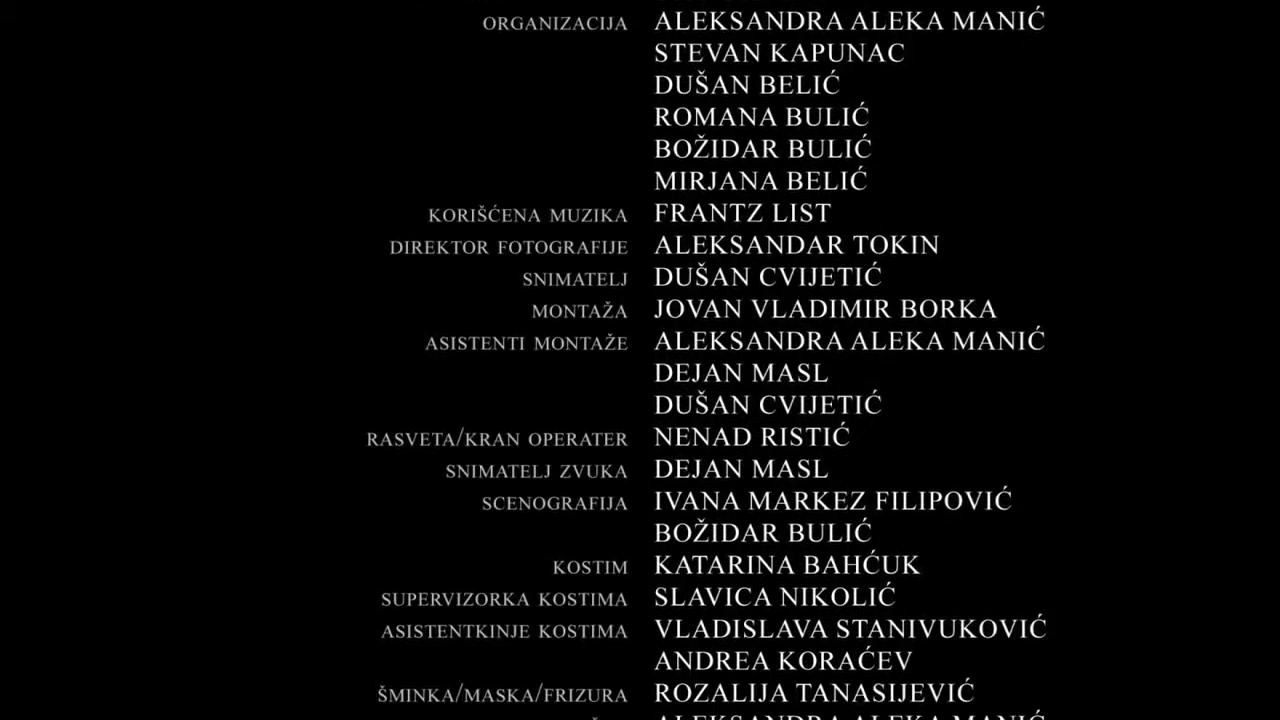 ORGANIZACIJA ALEKSANDRA ALEKA MANIĆ
STEVAN KAPUNAC
DUŠAN BELIĆ
ROMANA BULIĆ
BOŽIDAR BULIĆ
MIRJANA BELIĆ
KORIŠĆENA MUZIKA FRANTZ LIST
DIREKTOR FOTOGRAFIJE ALEKSANDAR TOKIN
SNIMATELJ DUŠAN CVIJETIĆ
MONTAŽA JOVAN VLADIMIR BORKA
ASISTENTI MONTAŽE ALEKSANDRA ALEKA MANIĆ
DEJAN MASL
DUŠAN CVIJETIĆ
RASVETA/KRAN OPERATER NENAD RISTIĆ
SNIMATELJ ZVUKA DEJAN MASL
SCENOGRAFIJA IVANA MARKEZ FILIPOVIĆ
BOŽIDAR BULIĆ
KOSTIM KATARINA BAHĆUK
SUPERVIZORKA KOSTIMA SLAVICA NIKOLIĆ
ASISTENTKINJE KOSTIMA VLADISLAVA STANIVUKOVIĆ
ANDREA KORAĆEV
ŠMINKA/MASKA/FRIZURA ROZALIJA TANASIJEVIĆ
ALEKSANDRA ALEKA MANIĆ